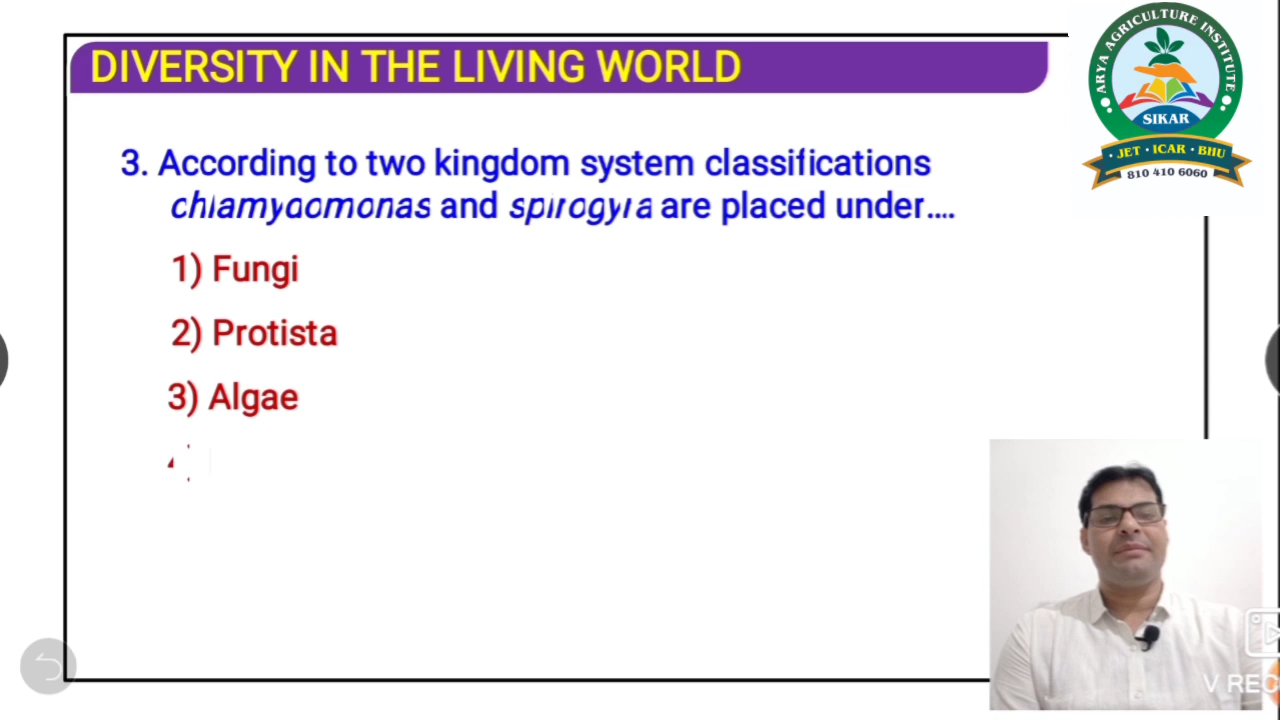 DIVERSITY IN THE LIVING WORLD
ARYA AGRICULTURE INSTITUTE
SIKAR
• JET • ICAR • BHU
810 410 6060
3. According to two kingdom system classifications
chlamydomonas and spirogyra are placed under....
1) Fungi
2) Protista
3) Algae
V REC